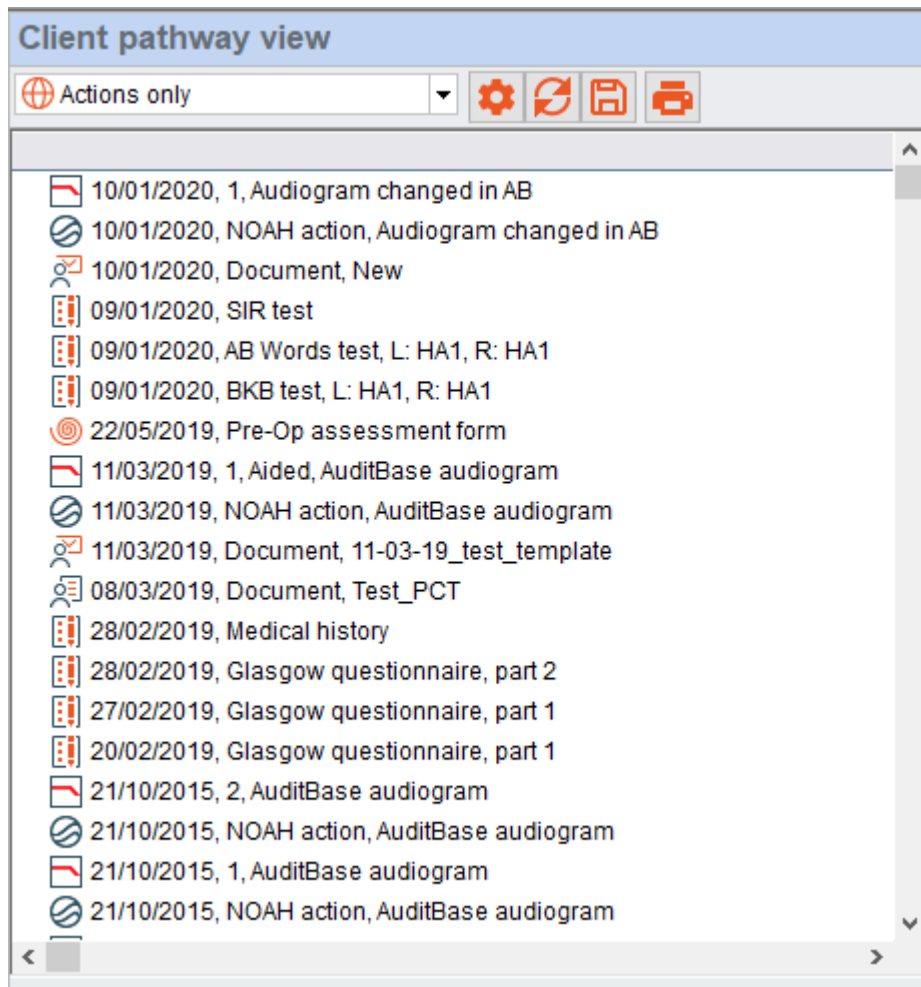 Client pathway view
Actions only
10/01/2020, 1, Audiogram changed in AB
10/01/2020, NOAH action, Audiogram changed in AB
10/01/2020, Document, New
09/01/2020, SIR test
09/01/2020, AB Words test, L: HA1, R: HA1
09/01/2020, BKB test, L: HA1, R: HA1
22/05/2019, Pre-Op assessment form
11/03/2019, 1, Aided, AuditBase audiogram
11/03/2019, NOAH action, AuditBase audiogram
11/03/2019, Document, 11-03-19_test_template
08/03/2019, Document, Test_PCT
28/02/2019, Medical history
28/02/2019, Glasgow questionnaire, part 2
27/02/2019, Glasgow questionnaire, part 1
20/02/2019, Glasgow questionnaire, part 1
21/10/2015, 2, AuditBase audiogram
21/10/2015, NOAH action, AuditBase audiogram
21/10/2015, 1, AuditBase audiogram
21/10/2015, NOAH action, AuditBase audiogram